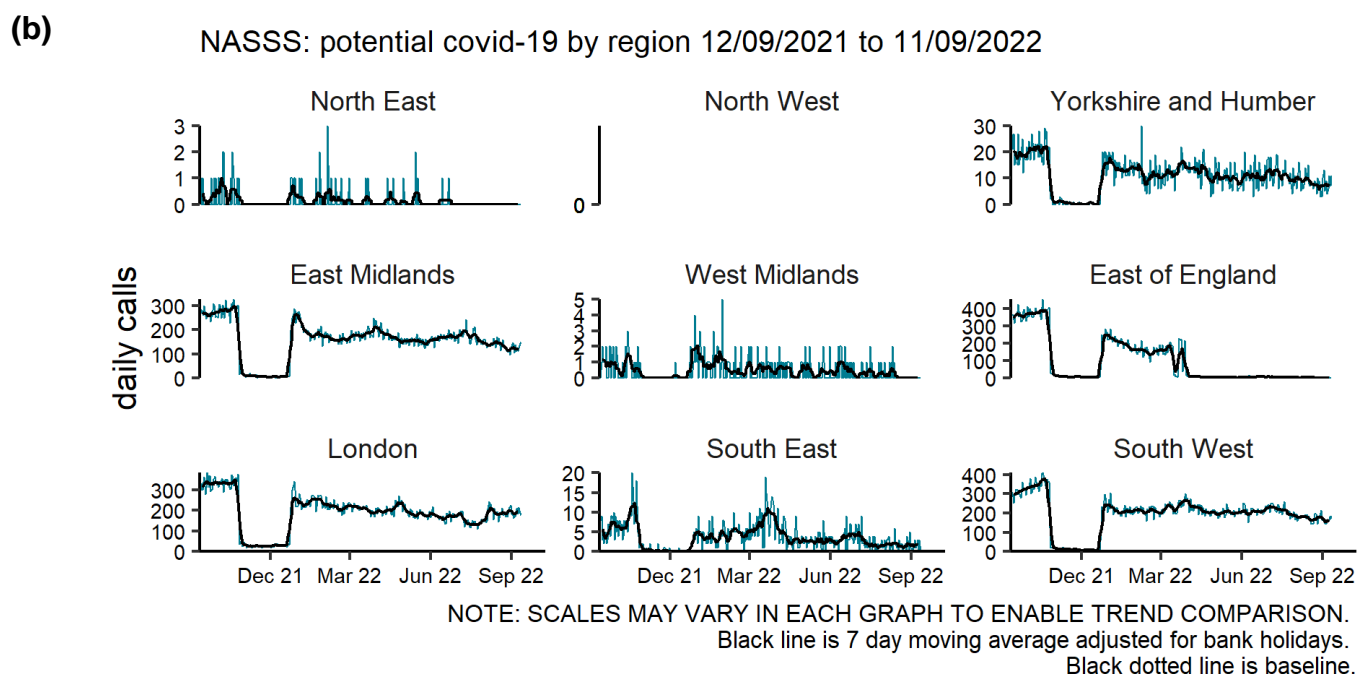 (b)
NASSS: potential covid-19 by region 12/09/2021 to 11/09/2022
North East
North West
Yorkshire and Humber
3
2
1
0
0
30
20
10
0
daily calls
East Midlands
West Midlands
East of England
300
200
100
0
5
4
3
2
1
0
400
300
200
100
0
London
South East
South West
300
200
100
0
20
15
10
5
0
400
300
200
100
0
Dec 21 Mar 22 Jun 22 Sep 22
Dec 21 Mar 22 Jun 22 Sep 22
Dec 21 Mar 22 Jun 22 Sep 22
NOTE: SCALES MAY VARY IN EACH GRAPH TO ENABLE TREND COMPARISON.
Black line is 7 day moving average adjusted for bank holidays.
Black dotted line is baseline.